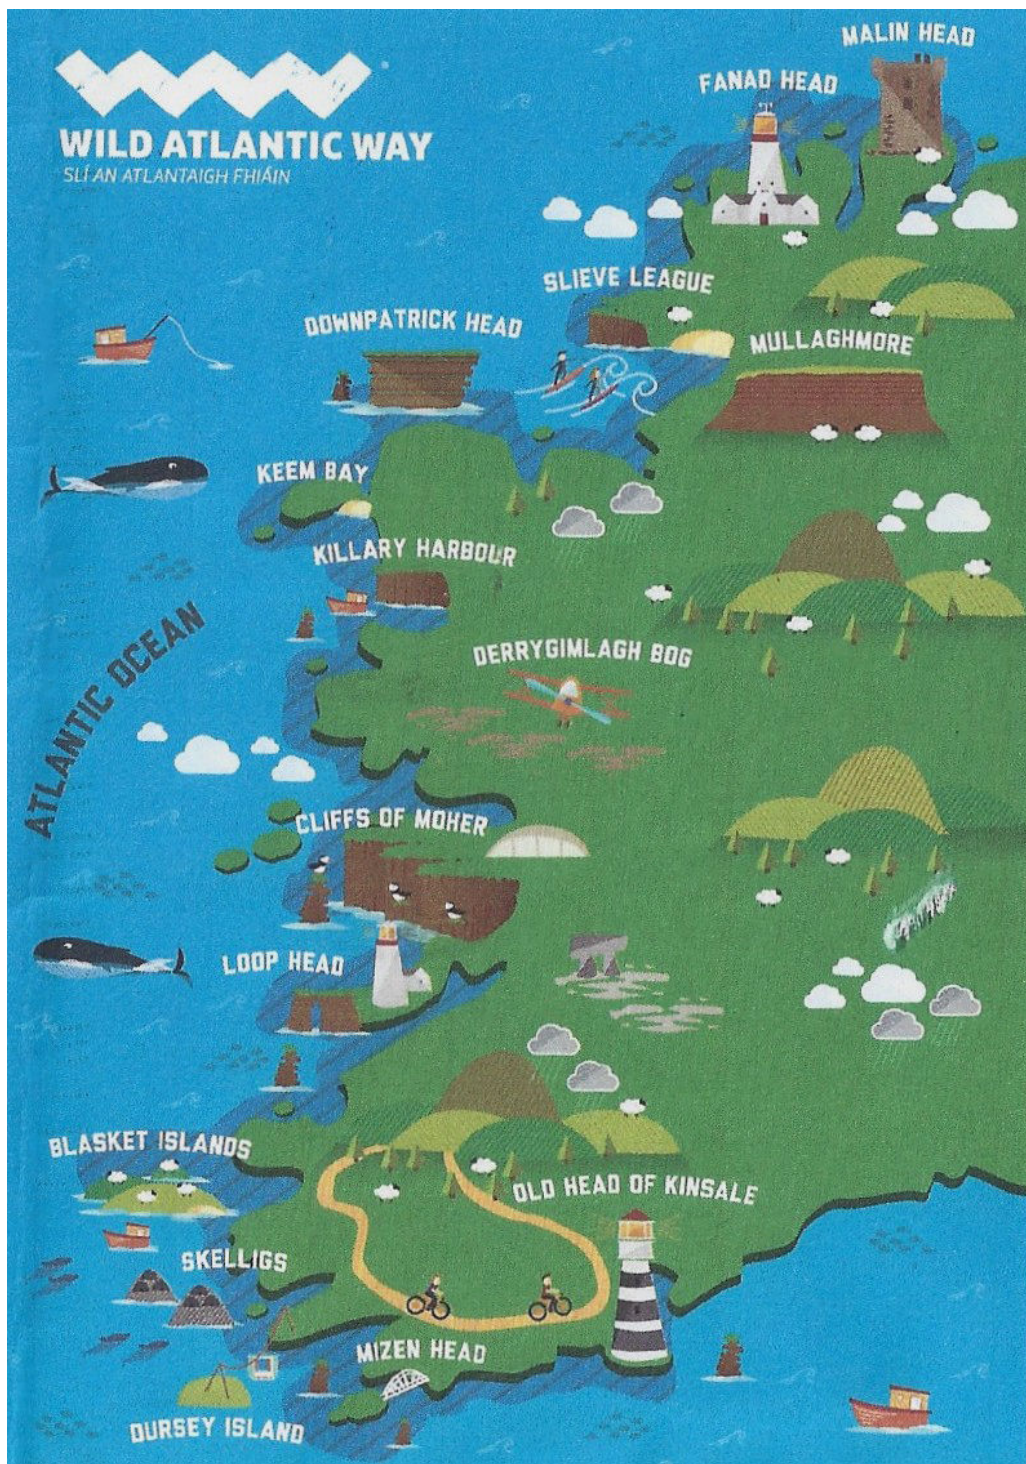 MALIN HEAD
FANAD HEAD
WILD ATLANTIC WAY
SLÍ AN ATLANTAIGH FHIÁIN
SLIEVE LEAGUE
DOWNPATRICK HEAD
MULLAGHMORE
KEEM BAY
KILLARY HARBOUR
DERRYGIMLAGH BOG
ATLANTIC OCEAN
CLIFFS OF MOHER
LOOP HEAD
BLASKET ISLANDS
OLD HEAD OF KINSALE
SKELLIGS
MIZEN HEAD
DURSEY ISLAND